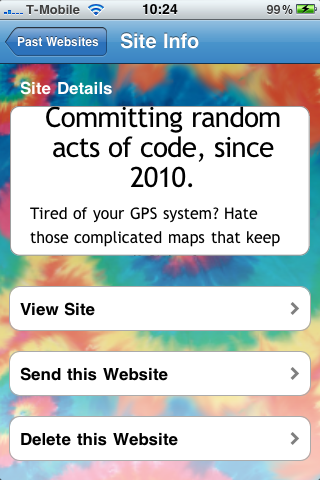 T-Mobile 10:24 99%
Past Websites Site Info
Site Details
Committing random
acts of code, since
2010.
Tired of your GPS system? Hate
those complicated maps that keep
View Site
Send this Website
Delete this Website